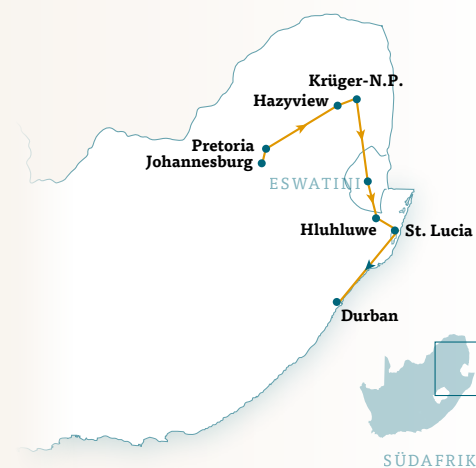 Krüger-N.P.
Hazyview
Pretoria
Johannesburg
ESWATINI
Hluhluwe
St. Lucia
Durban
SÜDAFRIK